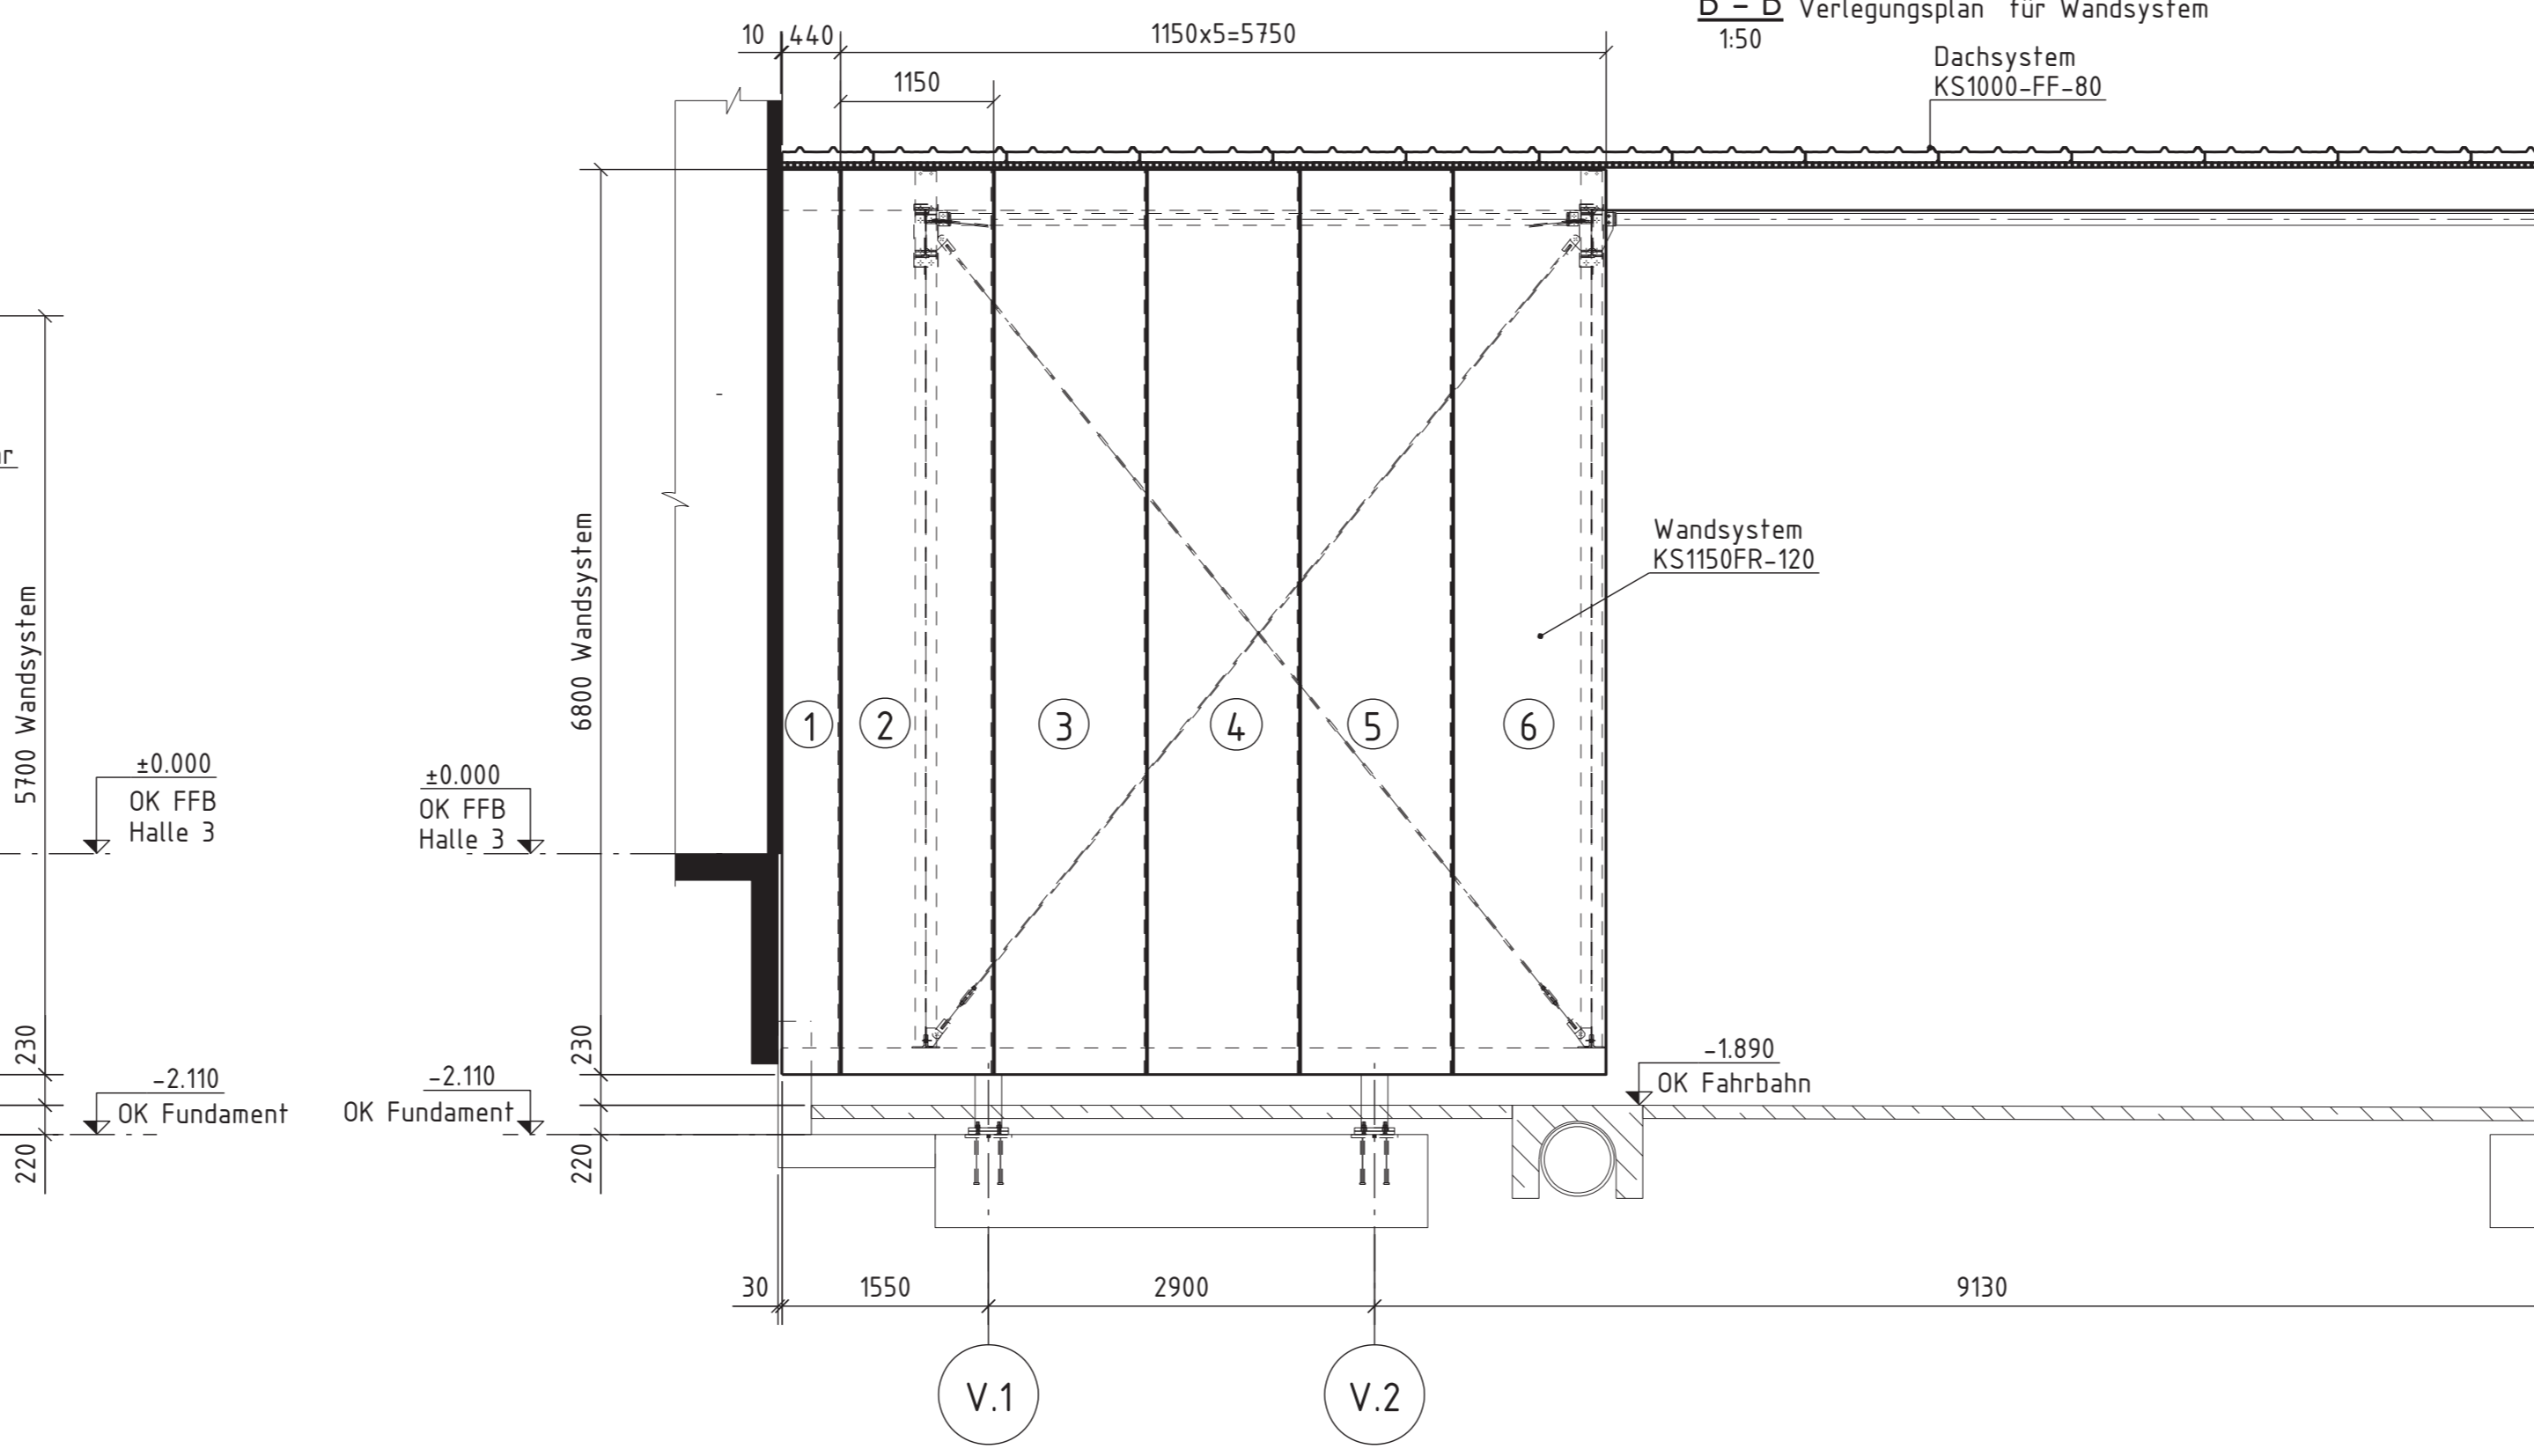 B - B Verlegungsplan für Wandsystem
1:50
10
440
1150x5=5750
1150
Dachsystem
KS1000-FF-80
Wandsystem
KS1150FR-120
5700 Wandsystem
6800 Wandsystem
±0.000
OK FFB
Halle 3
±0.000
OK FFB
Halle 3
1
2
3
4
5
6
230
230
-2.110
OK Fundament
-2.110
OK Fundament
-1.890
OK Fahrbahn
220
220
30
1550
2900
9130
V.1
V.2